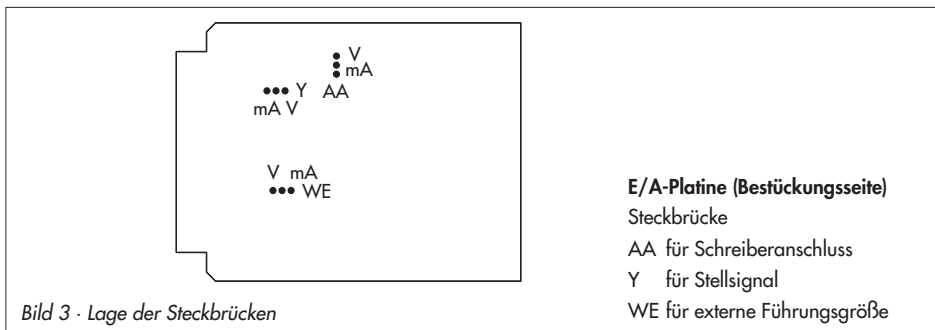 V
mA
Y AA
mA V
V mA
WE
E/A-Platine (Bestückungsseite)
Steckbrücke
AA für Schreiberanschluss
Y für Stellsignal
WE für externe Führungsgröße
Bild 3 · Lage der Steckbrücken